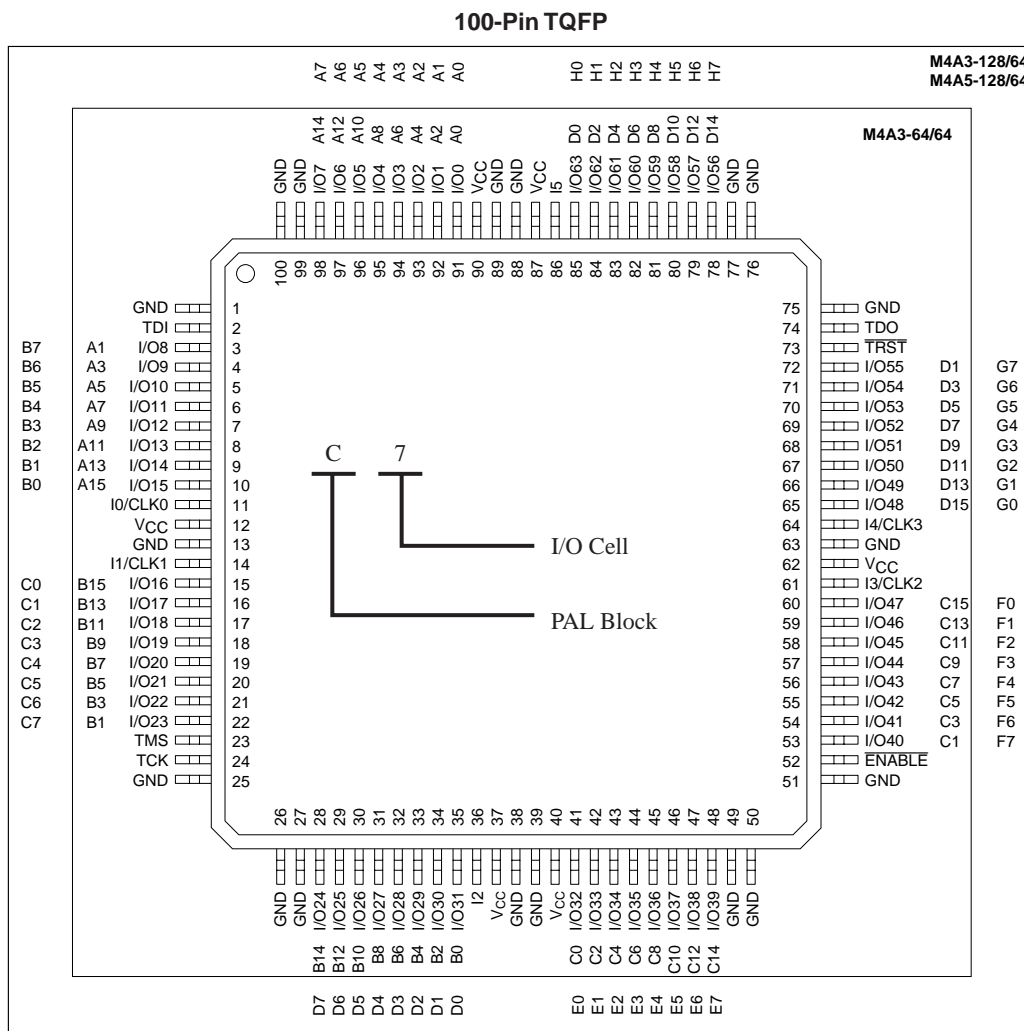 100-Pin TQFP
M4A3-128/64
M4A5-128/64
A7 A6 A5 A4 A3 A2 A1 A0 H0 H1 H2 H3 H4 H5 H6 H7
M4A3-64/64
A14 A12 A10 A8 A6 A4 A2 A0 D0 D2 D4 D6 D8 D10 D12 D14
GND GND I/O7 I/O6 I/O5 I/O4 I/O3 I/O2 I/O1 I/O0 VCC GND GND VCC I5 I/O63 I/O62 I/O61 I/O60 I/O59 I/O58 I/O57 I/O56 GND GND
100 99 98 97 96 95 94 93 92 91 90 89 88 87 86 85 84 83 82 81 80 79 78 77 76
GND 1 75 GND
TDI 2 74 TDO
B7 A1 I/O8 3 73 TRST
B6 A3 I/O9 4 72 I/O55 D1 G7
B5 A5 I/O10 5 71 I/O54 D3 G6
B4 A7 I/O11 6 70 I/O53 D5 G5
B3 A9 I/O12 7 69 I/O52 D7 G4
B2 A11 I/O13 8 68 I/O51 D9 G3
C 7
B1 A13 I/O14 9 67 I/O50 D11 G2
B0 A15 I/O15 10 66 I/O49 D13 G1
I0/CLK0 11 65 I/O48 D15 G0
VCC 12 64 I4/CLK3
GND 13 I/O Cell 63 GND
I1/CLK1 14 62 VCC
C0 B15 I/O16 15 61 I3/CLK2
C1 B13 I/O17 16 60 I/O47 C15 F0
C2 B11 I/O18 17 PAL Block 59 I/O46 C13 F1
C3 B9 I/O19 18 58 I/O45 C11 F2
C4 B7 I/O20 19 57 I/O44 C9 F3
C5 B5 I/O21 20 56 I/O43 C7 F4
C6 B3 I/O22 21 55 I/O42 C5 F5
C7 B1 I/O23 22 54 I/O41 C3 F6
TMS 23 53 I/O40 C1 F7
TCK 24 52 ENABLE
GND 25 51 GND
26 27 28 29 30 31 32 33 34 35 36 37 38 39 40 41 42 43 44 45 46 47 48 49 50
GND GND I/O24 I/O25 I/O26 I/O27 I/O28 I/O29 I/O30 I/O31 I2 VCC GND GND VCC I/O32 I/O33 I/O34 I/O35 I/O36 I/O37 I/O38 I/O39 GND GND
B14 B12 B10 B8 B6 B4 B2 B0 C0 C2 C4 C6 C8 C10 C12 C14
D7 D6 D5 D4 D3 D2 D1 D0 E0 E1 E2 E3 E4 E5 E6 E7